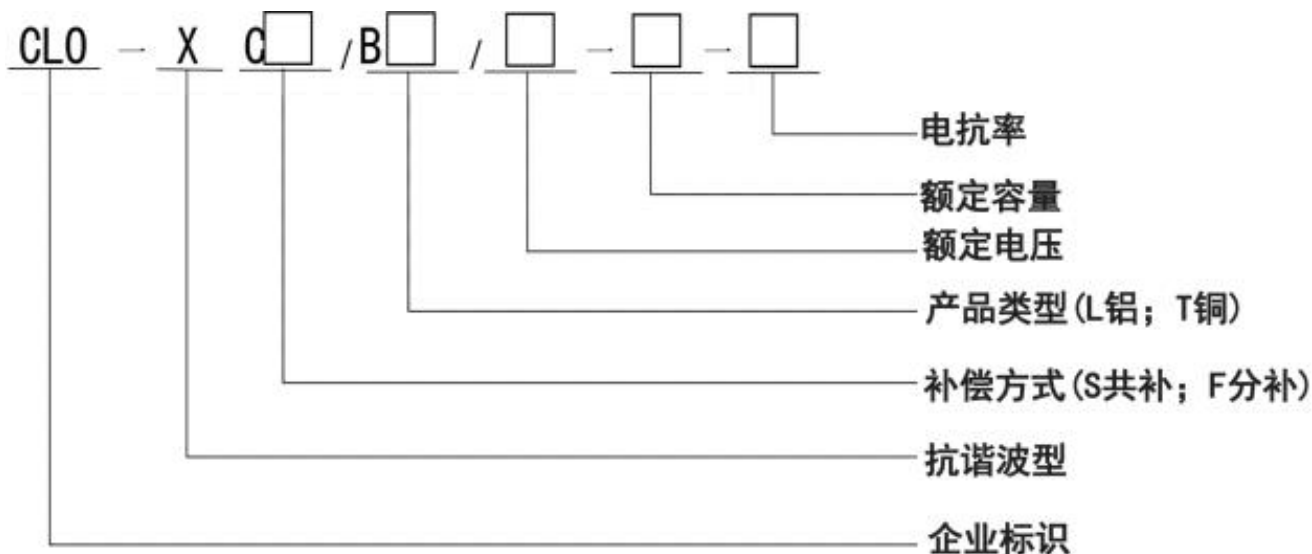 CLO — X C□ /B□ / □ — □ — □
电抗率
额定容量
额定电压
产品类型(L铝；T铜)
补偿方式(S共补；F分补)
抗谐波型
企业标识